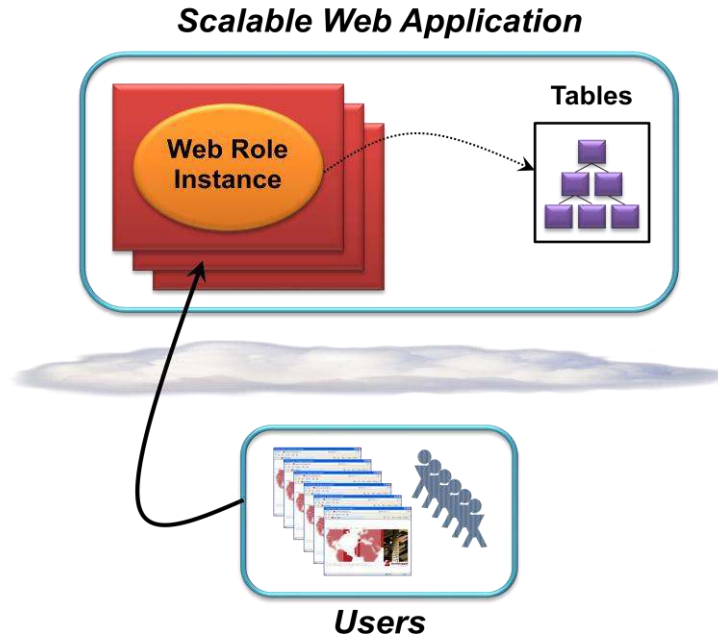 Scalable Web Application
Tables
Web Role
Instance
Users